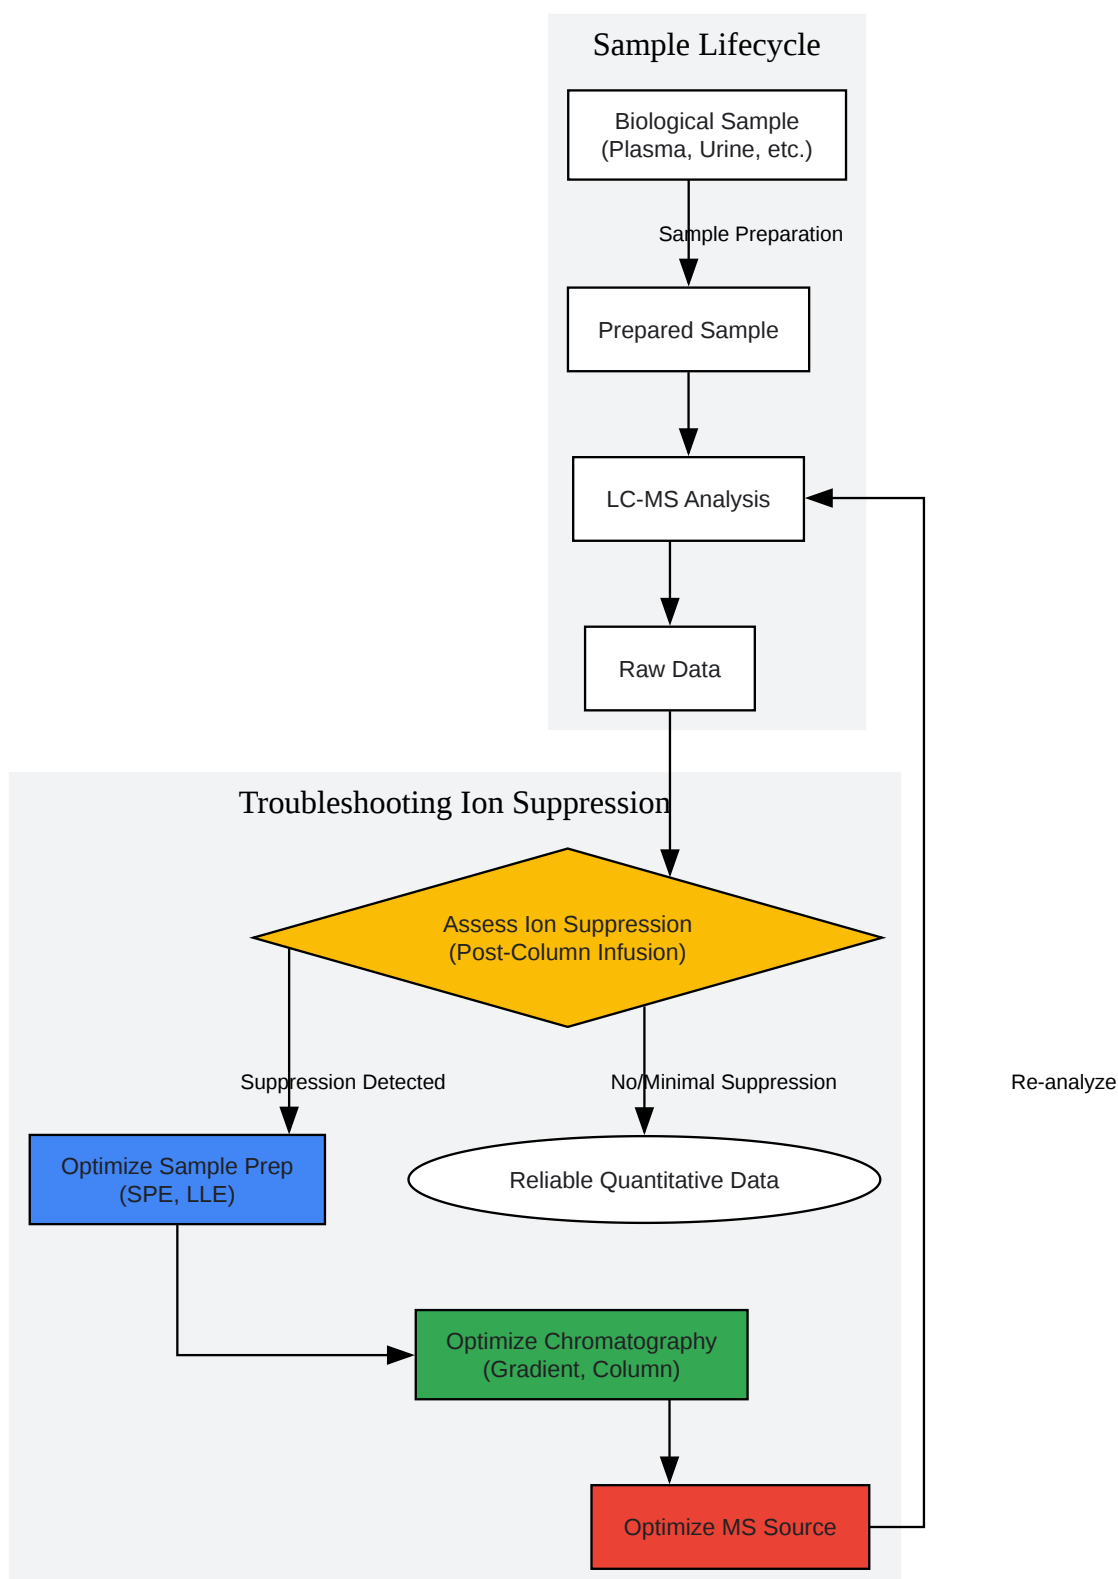 Sample Lifecycle
Biological Sample
(Plasma, Urine, etc.)
Sample Preparation
Prepared Sample
LC-MS Analysis
Raw Data
Troubleshooting Ion Suppression
Assess Ion Suppression
(Post-Column Infusion)
Suppression Detected
No/Minimal Suppression
Re-analyze
Optimize Sample Prep
(SPE, LLE)
Reliable Quantitative Data
Optimize Chromatography
(Gradient, Column)
Optimize MS Source